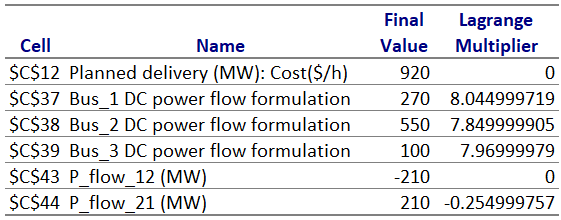 Final Lagrange
Cell Name Value Multiplier
$C$12 Planned delivery (MW): Cost($/h) 920 0
$C$37 Bus_1 DC power flow formulation 270 8.044999719
$C$38 Bus_2 DC power flow formulation 550 7.849999905
$C$39 Bus_3 DC power flow formulation 100 7.96999979
$C$43 P_flow_12 (MW) -210 0
$C$44 P_flow_21 (MW) 210 -0.254999757